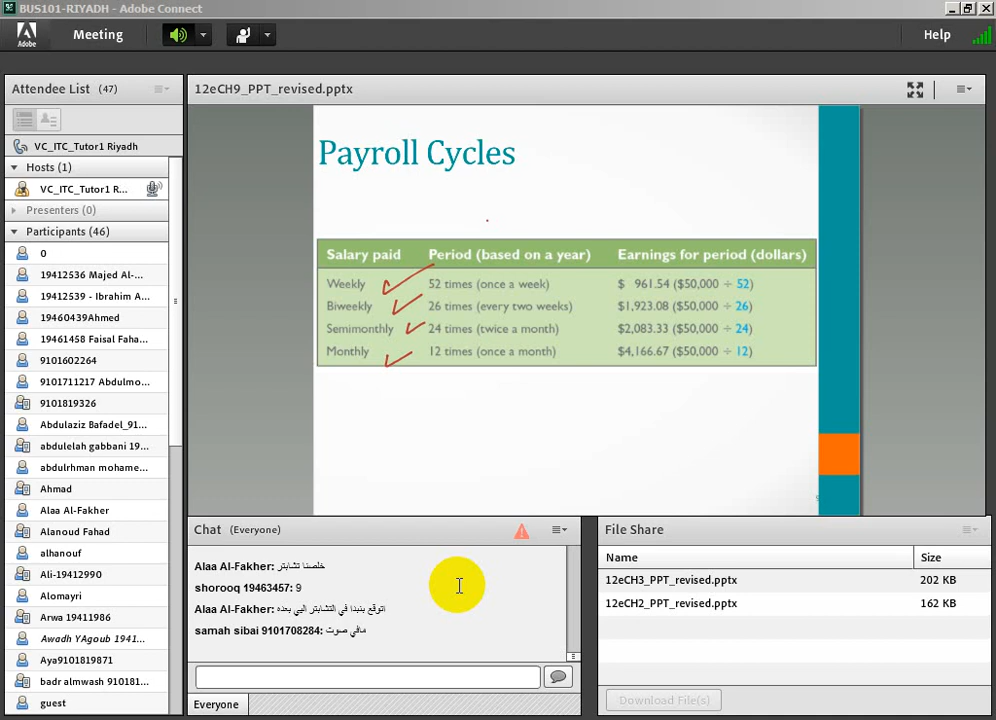 BUS101-RIYADH - Adobe Connect
Adobe
Meeting
Help
Attendee List (47)
VC_ITC_Tutor1 Riyadh
Hosts (1)
VC_ITC_Tutor1 R...
Presenters (0)
Participants (46)
0
19412536 Majed Al-...
19412539 - Ibrahim A...
19460439Ahmed
19461458 Faisal Faha...
9101602264
9101711217 Abdulmo...
9101819326
Abdulaziz Bafadel_91...
abdulelah gabbani 19...
abdulrhman mohame...
Ahmad
Alaa Al-Fakher
Alanoud Fahad
alhanouf
Ali-19412990
Alomayri
Arwa 19411986
Awadh YAgoub 1941...
Aya9101819871
badr almwash 910181...
guest
12eCH9_PPT_revised.pptx
Payroll Cycles
Salary paid Period (based on a year) Earnings for period (dollars)
Weekly 52 times (once a week) $ 961.54 ($50,000 ÷ 52)
Biweekly 26 times (every two weeks) $1,923.08 ($50,000 ÷ 26)
Semimonthly 24 times (twice a month) $2,083.33 ($50,000 ÷ 24)
Monthly 12 times (once a month) $4,166.67 ($50,000 ÷ 12)
Chat (Everyone)
Alaa Al-Fakher: خلصنا تشابتر
shorooq 19463457: 9
Alaa Al-Fakher: اتوقع بنبدا في التشابتر اليي بعده
samah sibai 9101708284: مافي صوت
Everyone
File Share
Name Size
12eCH3_PPT_revised.pptx 202 KB
12eCH2_PPT_revised.pptx 162 KB
Download File(s)